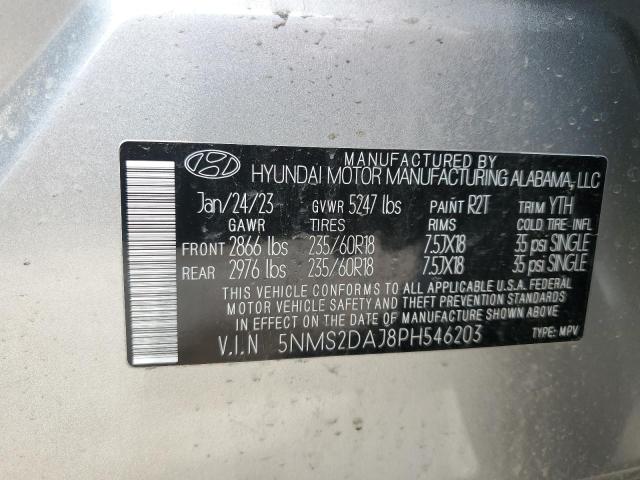 MANUFACTURED BY
HYUNDAI MOTOR MANUFACTURING ALABAMA, LLC
Jan/24/23 GVWR 5247 lbs PAINT R2T TRIM YTH
GAWR TIRES RIMS COLD TIRE-INFL
FRONT 2866 lbs 235/60R18 7.5JX18 35 psi SINGLE
REAR 2976 lbs 235/60R18 7.5JX18 35 psi SINGLE
THIS VEHICLE CONFORMS TO ALL APPLICABLE U.S.A. FEDERAL
MOTOR VEHICLE SAFETY AND THEFT PREVENTION STANDARDS
IN EFFECT ON THE DATE OF MANUFACTURE SHOWN ABOVE
V.I.N 5NMS2DAJ8PH546203 TYPE: MPV